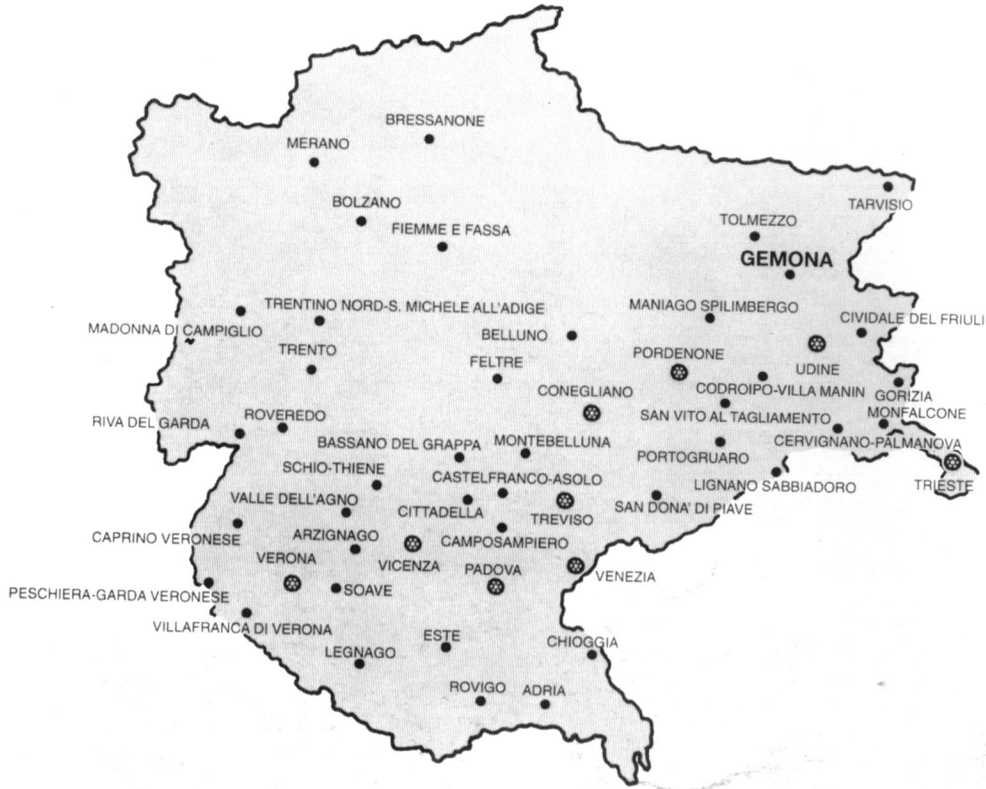 BRESSANONE
MERANO
TARVISIO
BOLZANO
TOLMEZZO
FIEMME E FASSA
GEMONA
TRENTINO NORD-S. MICHELE ALL'ADIGE
MANIAGO SPILIMBERGO
CIVIDALE DEL FRIULI
MADONNA DI CAMPIGLIO
BELLUNO
TRENTO
PORDENONE
FELTRE
UDINE
CONEGLIANO
CODROIPO-VILLA MANIN
GORIZIA
RIVA DEL GARDA
ROVEREDO
SAN VITO AL TAGLIAMENTO
MONFALCONE
BASSANO DEL GRAPPA
MONTEBELLUNA
CERVIGNANO-PALMANOVA
PORTOGRUARO
SCHIO-THIENE
CASTELFRANCO-ASOLO
LIGNANO SABBIADORO
TRIESTE
VALLE DELL'AGNO
CITTADELLA
TREVISO
SAN DONA' DI PIAVE
CAPRINO VERONESE
ARZIGNAGO
CAMPOSAMPIERO
VERONA
VICENZA
PADOVA
VENEZIA
PESCHIERA-GARDA VERONESE
SOAVE
VILLAFRANCA DI VERONA
ESTE
CHIOGGIA
LEGNAGO
ROVIGO
ADRIA